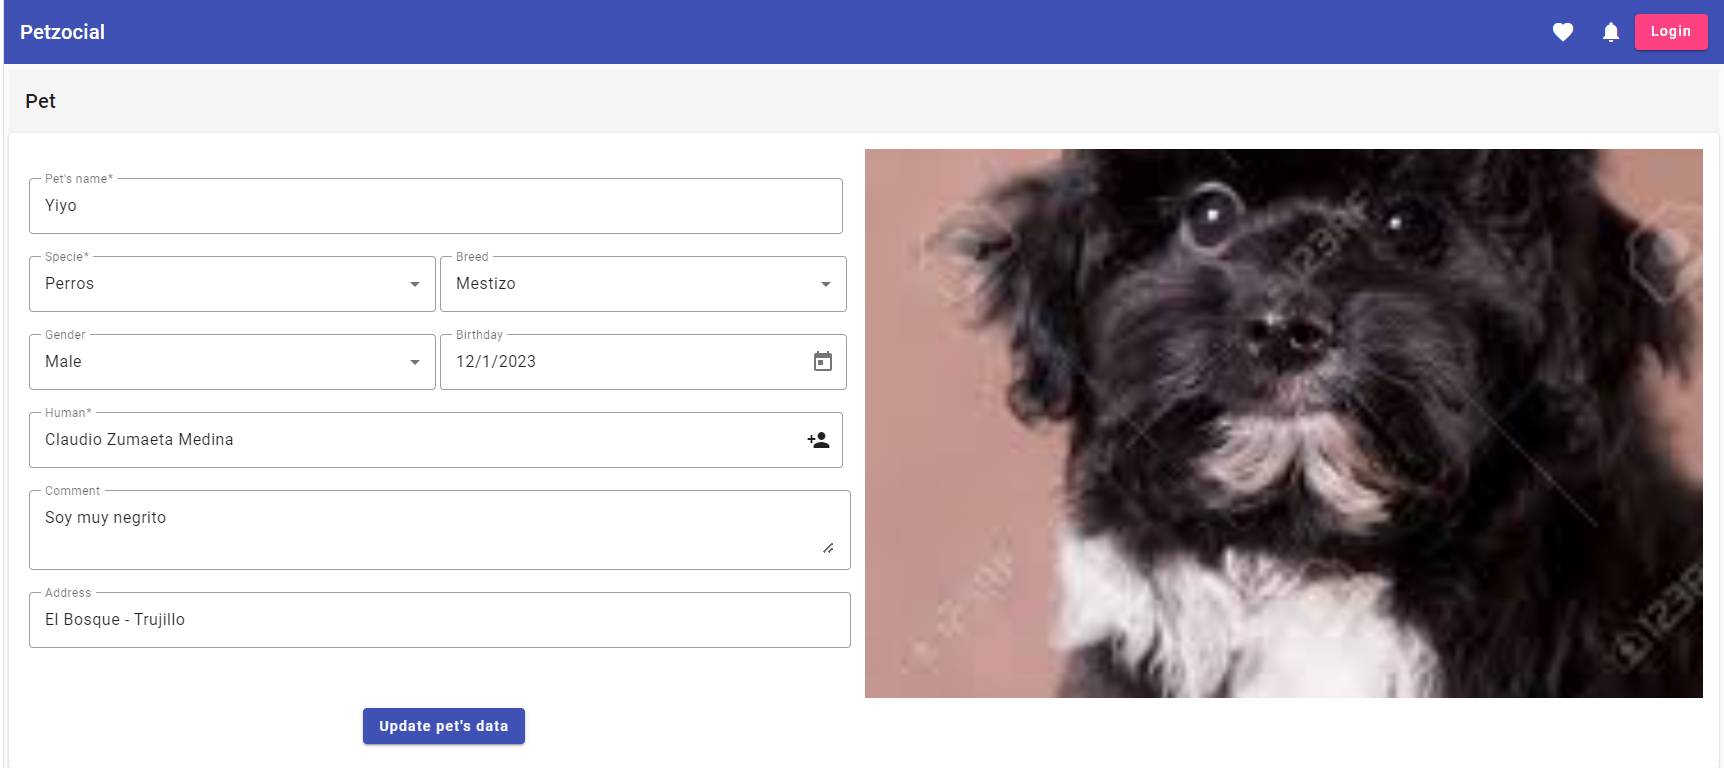 Petzocial
Login
Pet
Pet's name*
Yiyo
Specie*
Perros
Breed
Mestizo
Gender
Male
Birthday
12/1/2023
Human*
Claudio Zumaeta Medina
Comment
Soy muy negrito
Address
El Bosque - Trujillo
Update pet's data